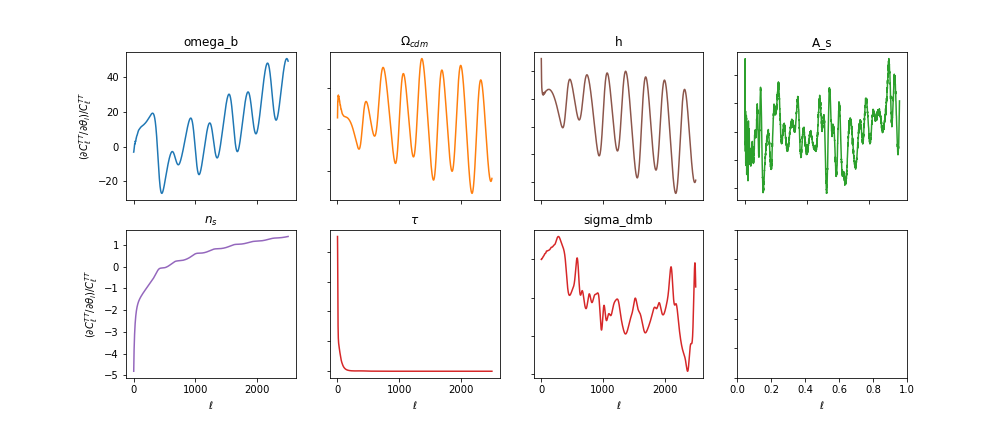 omega_b
Ω_cdm
h
A_s
(∂C_ℓ^TT/∂θ_i)/C_ℓ^TT
40
20
0
−20
n_s
τ
sigma_dmb
(∂C_ℓ^TT/∂θ_i)/C_ℓ^TT
1
0
−1
−2
−3
−4
−5
0 1000 2000
0 1000 2000
0 1000 2000
0.0 0.2 0.4 0.6 0.8 1.0
ℓ
ℓ
ℓ
ℓ